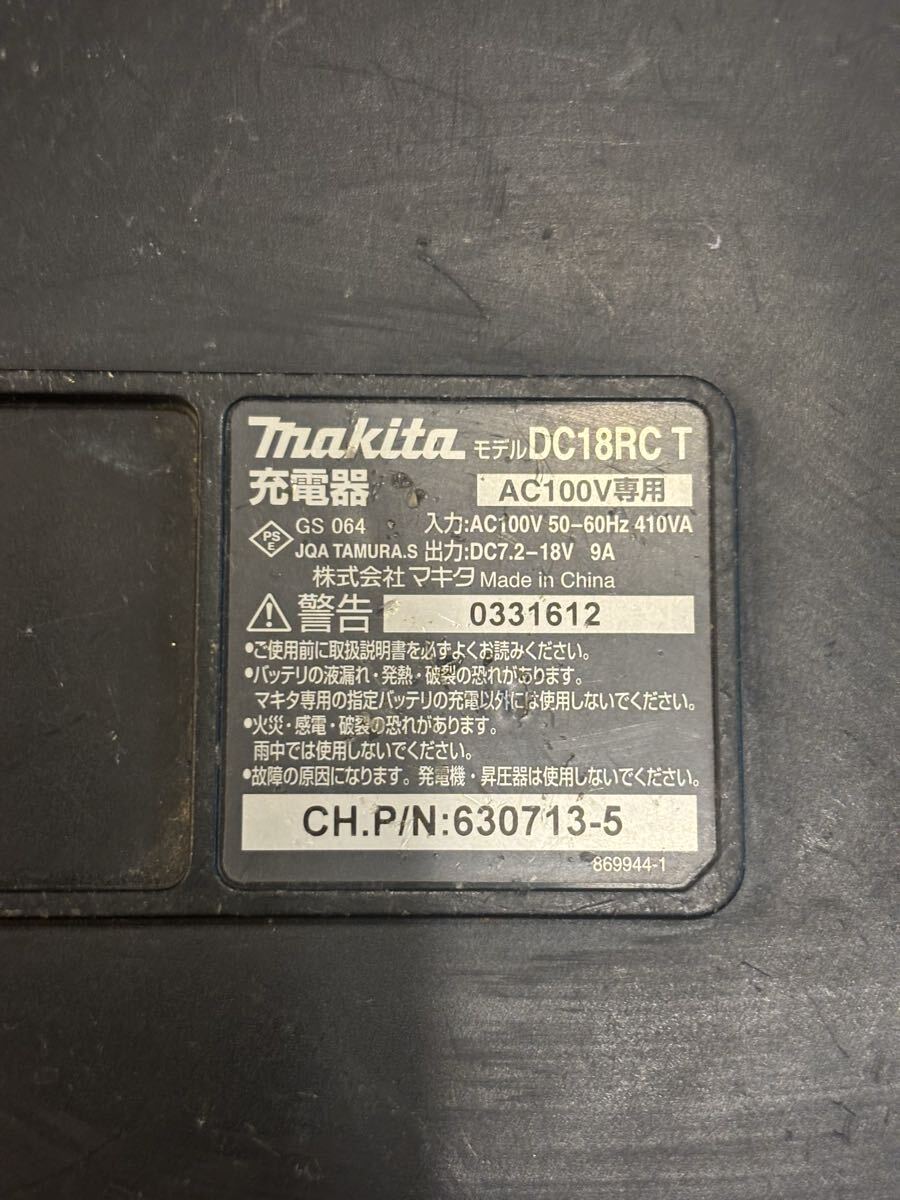 makita モデル DC18RC T
充電器 AC100V専用
PS E GS 064 入力:AC100V 50-60Hz 410VA
JQA TAMURA.S 出力:DC7.2-18V 9A
株式会社 マキタ Made in China
警告 0331612
•ご使用前に取扱説明書を必ずよくお読みください。
•バッテリの液漏れ・発熱・破裂の恐れがあります。
マキタ専用の指定バッテリの充電以外には使用しないでください。
•火災・感電・破裂の恐れがあります。
雨中では使用しないでください。
•故障の原因になります。発電機・昇圧器は使用しないでください。
CH.P/N:630713-5
869944-1